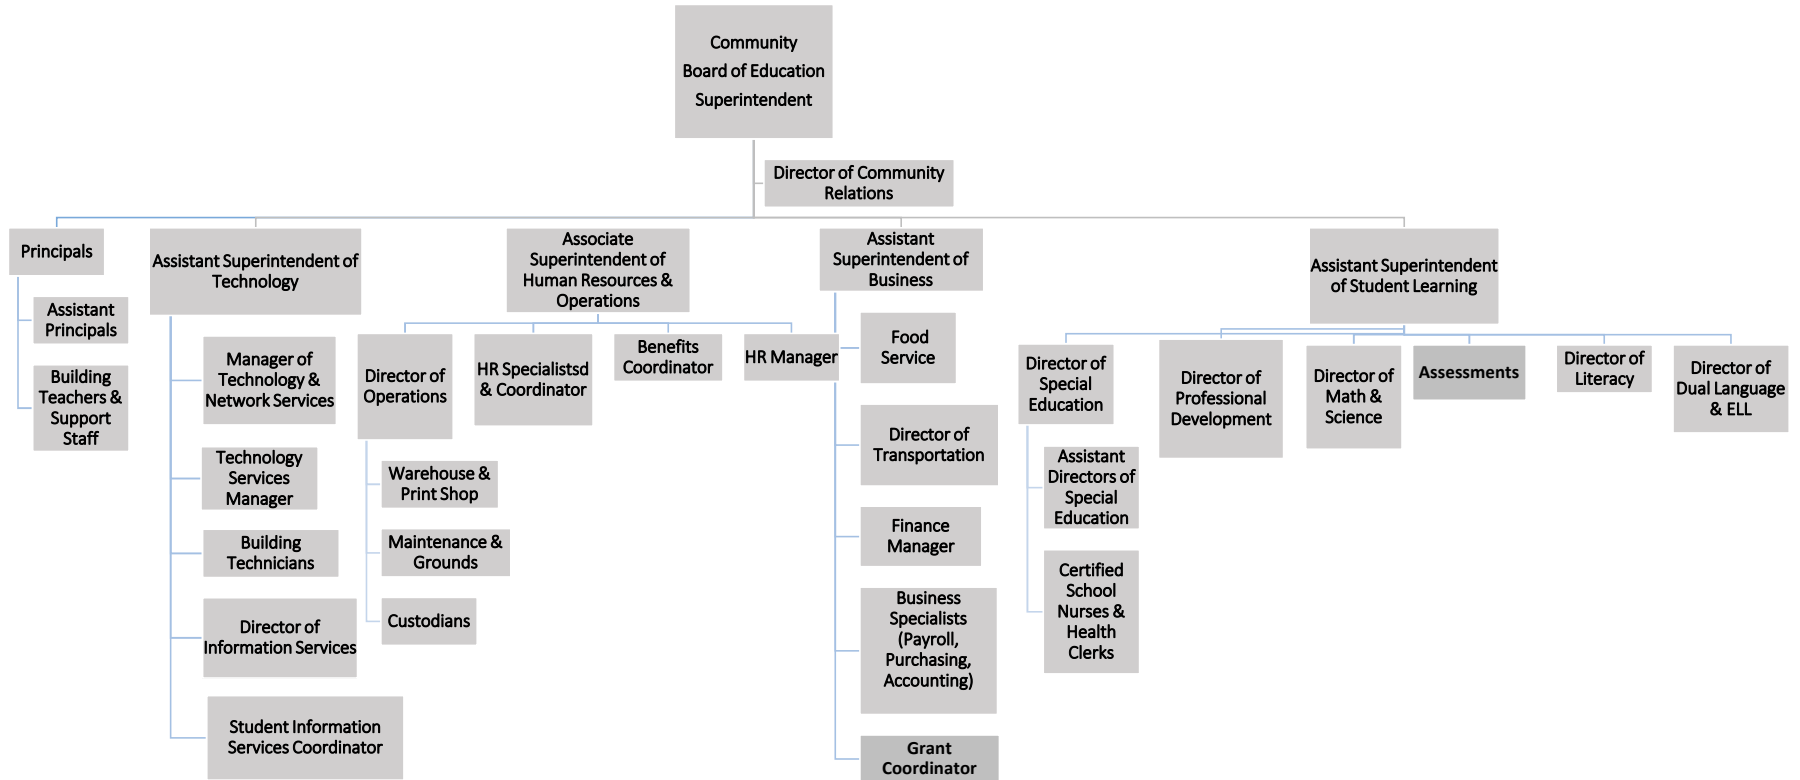 Community
Board of Education
Superintendent
Director of Community
Relations
Principals
Assistant
Principals
Building
Teachers &
Support
Staff
Assistant Superintendent of
Technology
Manager of
Technology &
Network Services
Technology
Services
Manager
Building
Technicians
Director of
Information Services
Student Information
Services Coordinator
Associate
Superintendent of
Human Resources &
Operations
Director of
Operations
Warehouse &
Print Shop
Maintenance &
Grounds
Custodians
HR Specialistsd
& Coordinator
Benefits
Coordinator
HR Manager
Assistant
Superintendent of
Business
Food
Service
Director of
Transportation
Finance
Manager
Business
Specialists
(Payroll,
Purchasing,
Accounting)
Grant
Coordinator
Assistant Superintendent
of Student Learning
Director of
Special
Education
Assistant
Directors of
Special
Education
Certified
School
Nurses &
Health
Clerks
Director of
Professional
Development
Director of
Math &
Science
Assessments
Director of
Literacy
Director of
Dual Language
& ELL